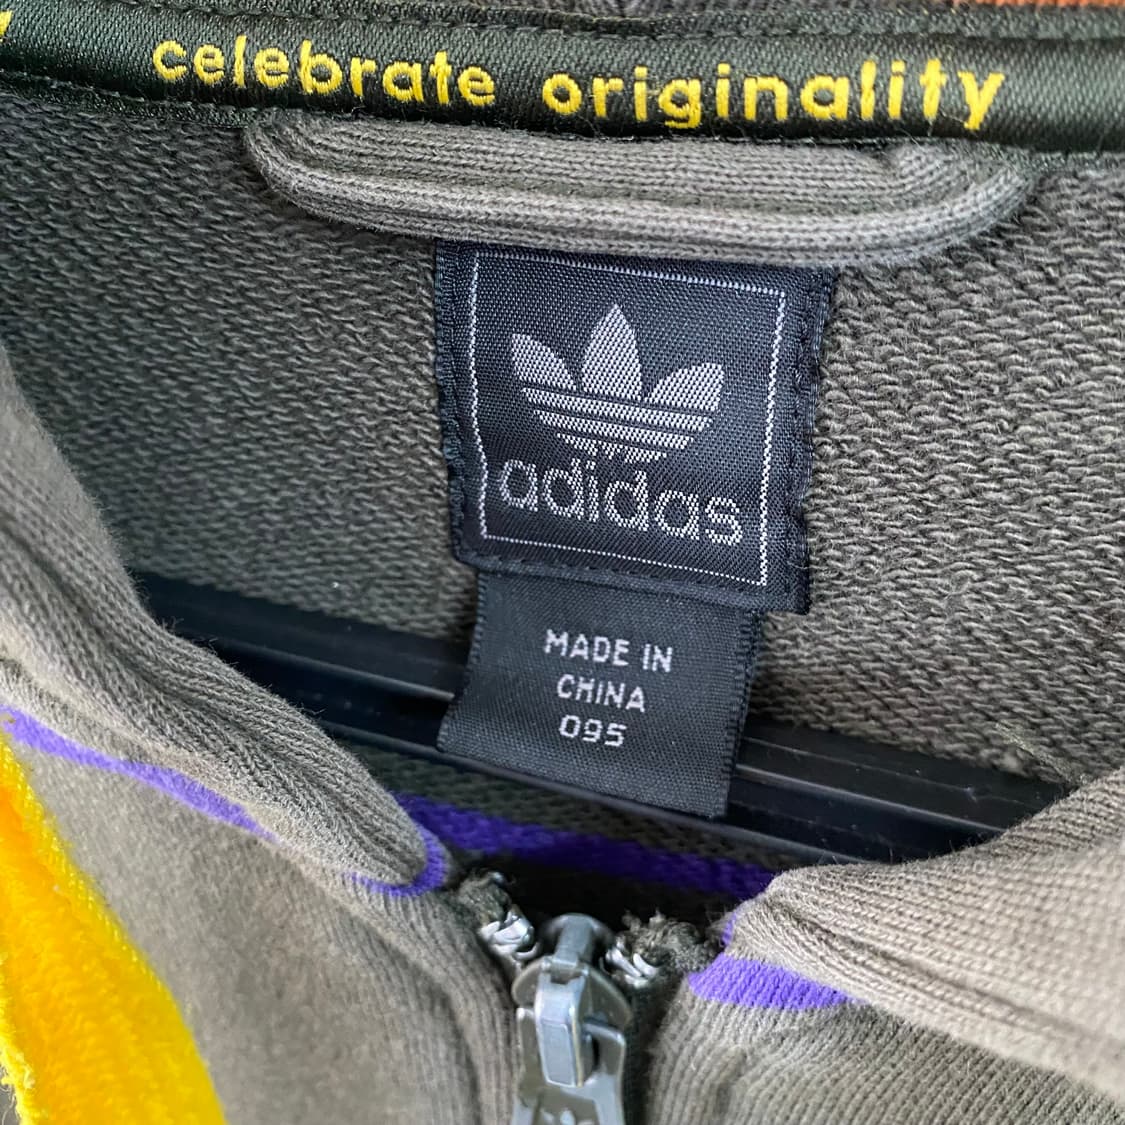 celebrate originality
adidas
MADE IN
CHINA
095